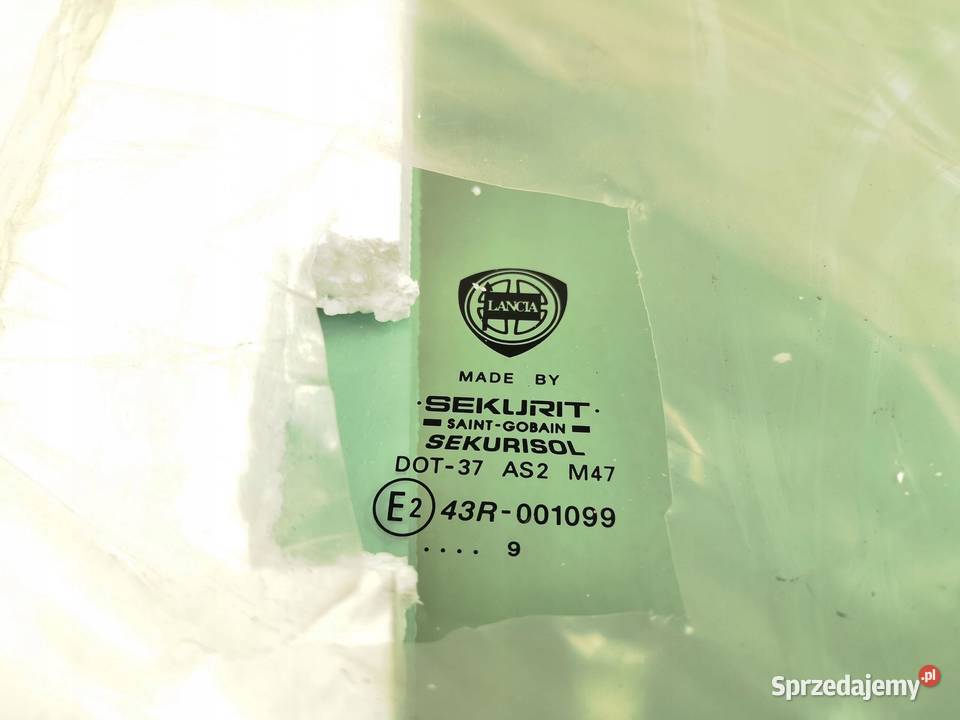 LANCIA
MADE BY
·SEKURIT·
SAINT-GOBAIN
SEKURISOL
DOT-37 AS2 M47
E2 43R-001099
.... 9
Sprzedajemy.pl